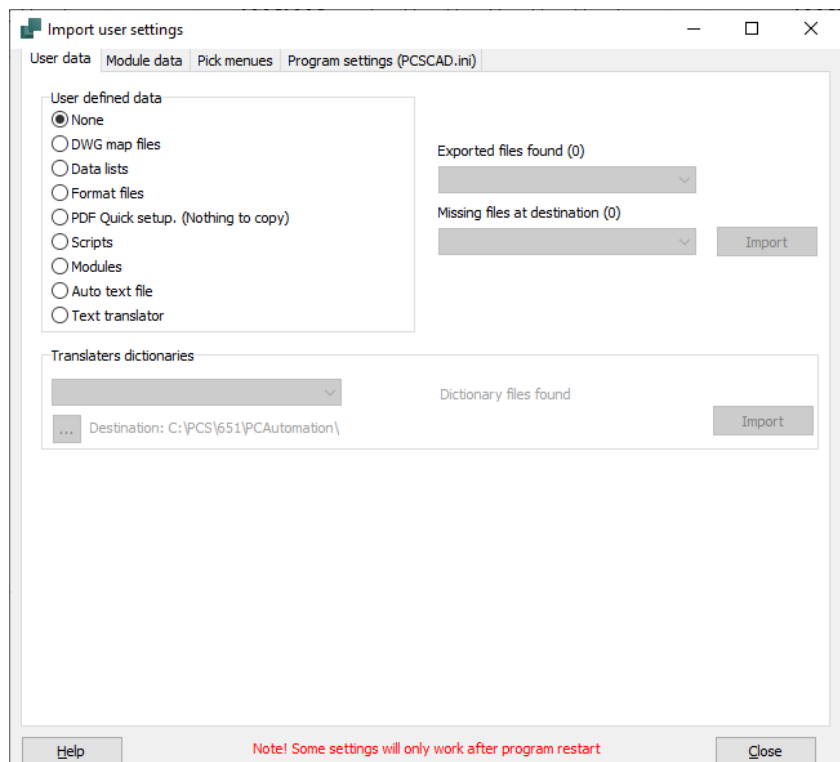 Import user settings
User data
Module data
Pick menues
Program settings (PCSCAD.ini)
User defined data
None
DWG map files
Data lists
Format files
PDF Quick setup. (Nothing to copy)
Scripts
Modules
Auto text file
Text translator
Exported files found (0)
Missing files at destination (0)
Import
Translaters dictionaries
Dictionary files found
... Destination: C:\PCS\651\PCAutomation\
Import
Help
Note! Some settings will only work after program restart
Close